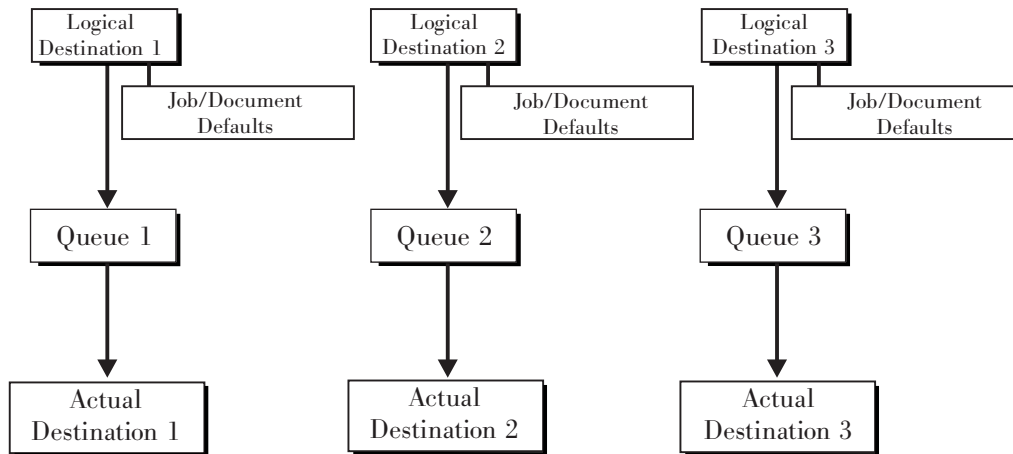 Logical
Destination 1
Logical
Destination 2
Logical
Destination 3
Job/Document
Defaults
Job/Document
Defaults
Job/Document
Defaults
Queue 1
Queue 2
Queue 3
Actual
Destination 1
Actual
Destination 2
Actual
Destination 3